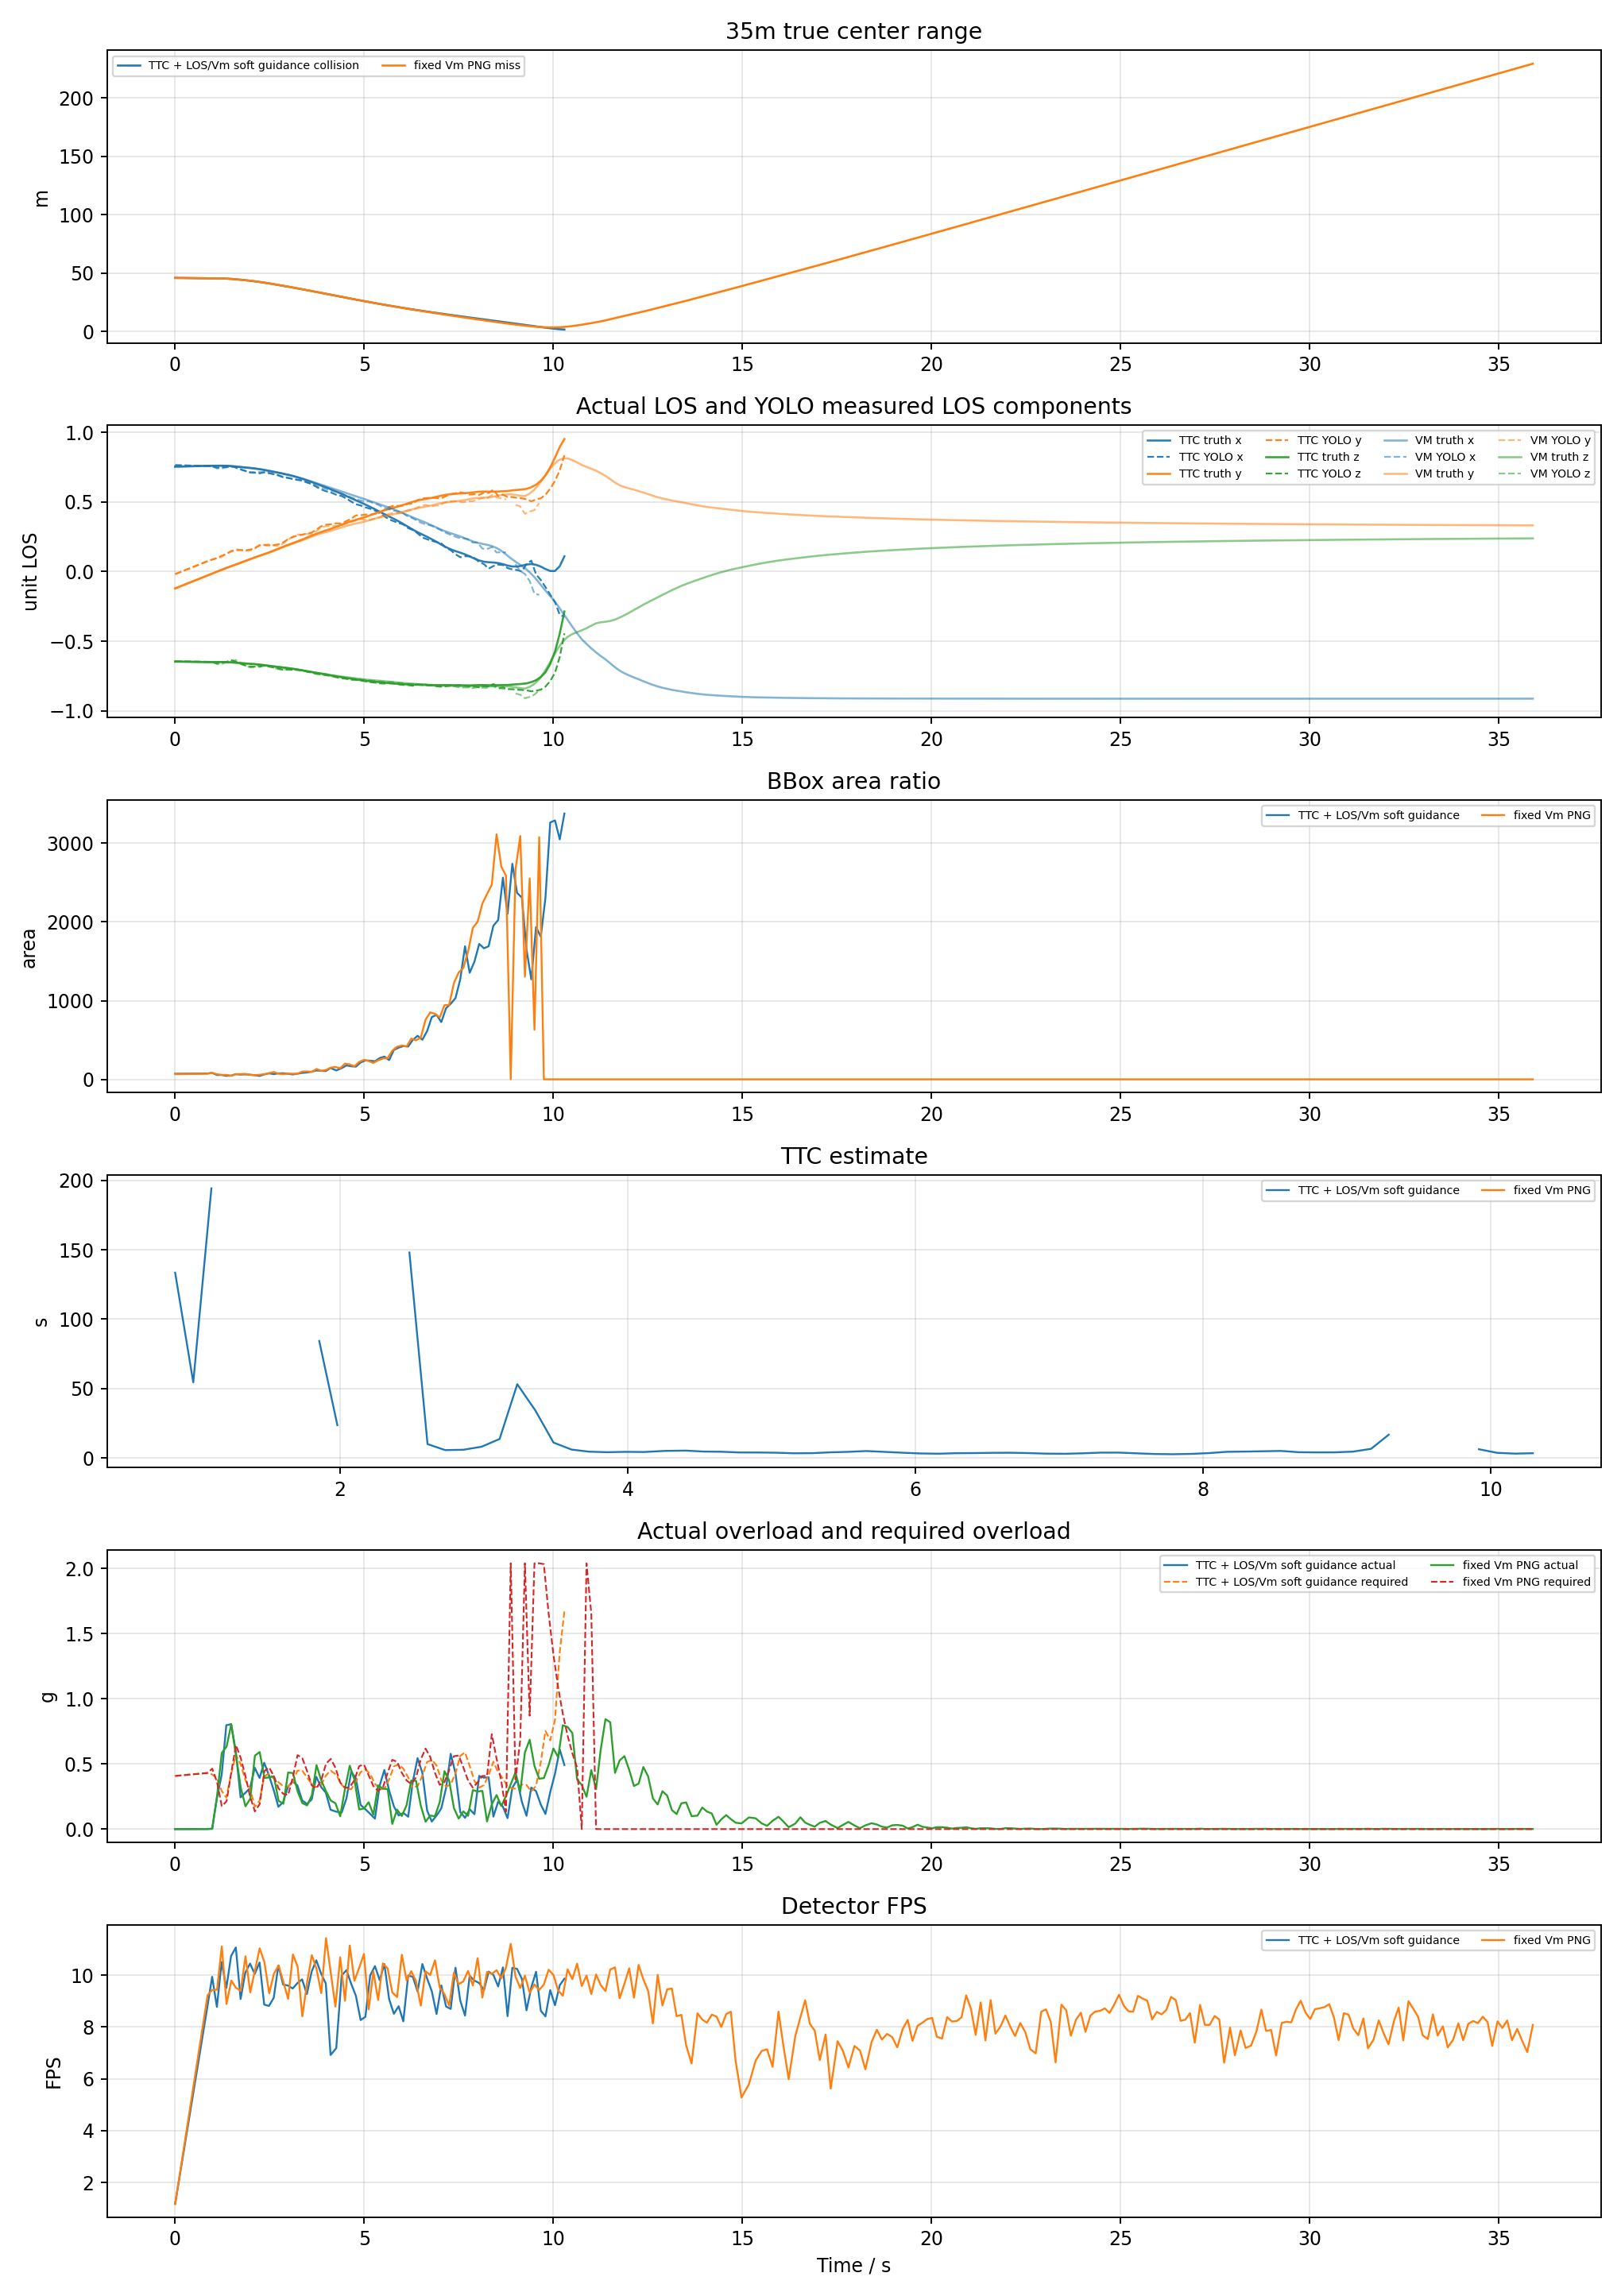 35m true center range
TTC + LOS/Vm soft guidance collision fixed Vm PNG miss
m
200
150
100
50
0
0 5 10 15 20 25 30 35
Actual LOS and YOLO measured LOS components
TTC truth x TTC YOLO y VM truth x VM YOLO y
TTC YOLO x TTC truth z VM YOLO x VM truth z
TTC truth y TTC YOLO z VM truth y VM YOLO z
unit LOS
1.0
0.5
0.0
−0.5
−1.0
0 5 10 15 20 25 30 35
BBox area ratio
TTC + LOS/Vm soft guidance fixed Vm PNG
area
3000
2000
1000
0
0 5 10 15 20 25 30 35
TTC estimate
TTC + LOS/Vm soft guidance fixed Vm PNG
s
200
150
100
50
0
2 4 6 8 10
Actual overload and required overload
TTC + LOS/Vm soft guidance actual fixed Vm PNG actual
TTC + LOS/Vm soft guidance required fixed Vm PNG required
g
2.0
1.5
1.0
0.5
0.0
0 5 10 15 20 25 30 35
Detector FPS
TTC + LOS/Vm soft guidance fixed Vm PNG
FPS
10
8
6
4
2
0 5 10 15 20 25 30 35
Time / s